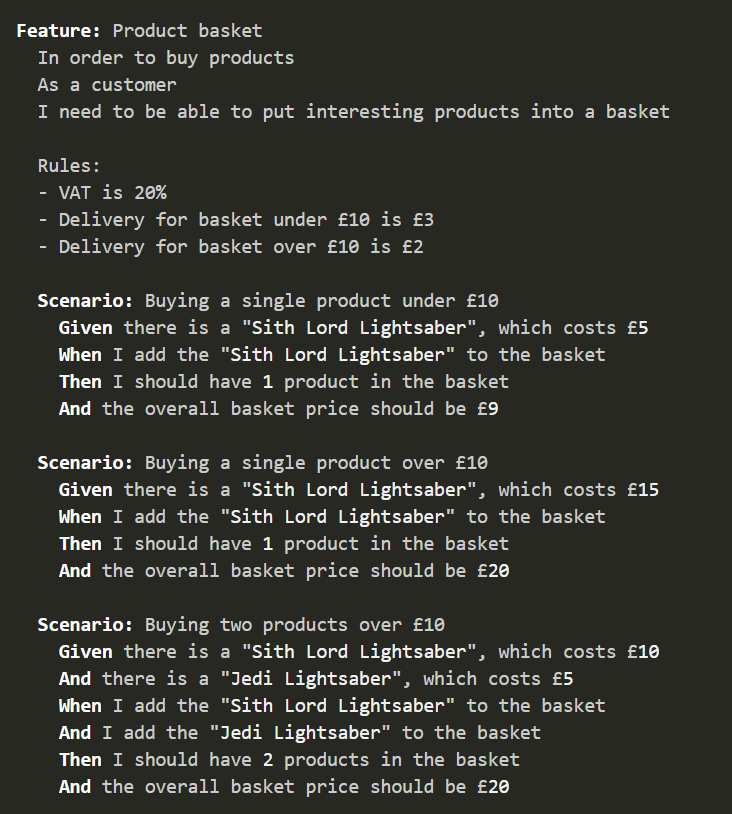 Feature: Product basket
In order to buy products
As a customer
I need to be able to put interesting products into a basket
Rules:
- VAT is 20%
- Delivery for basket under £10 is £3
- Delivery for basket over £10 is £2
Scenario: Buying a single product under £10
Given there is a "Sith Lord Lightsaber", which costs £5
When I add the "Sith Lord Lightsaber" to the basket
Then I should have 1 product in the basket
And the overall basket price should be £9
Scenario: Buying a single product over £10
Given there is a "Sith Lord Lightsaber", which costs £15
When I add the "Sith Lord Lightsaber" to the basket
Then I should have 1 product in the basket
And the overall basket price should be £20
Scenario: Buying two products over £10
Given there is a "Sith Lord Lightsaber", which costs £10
And there is a "Jedi Lightsaber", which costs £5
When I add the "Sith Lord Lightsaber" to the basket
And I add the "Jedi Lightsaber" to the basket
Then I should have 2 products in the basket
And the overall basket price should be £20